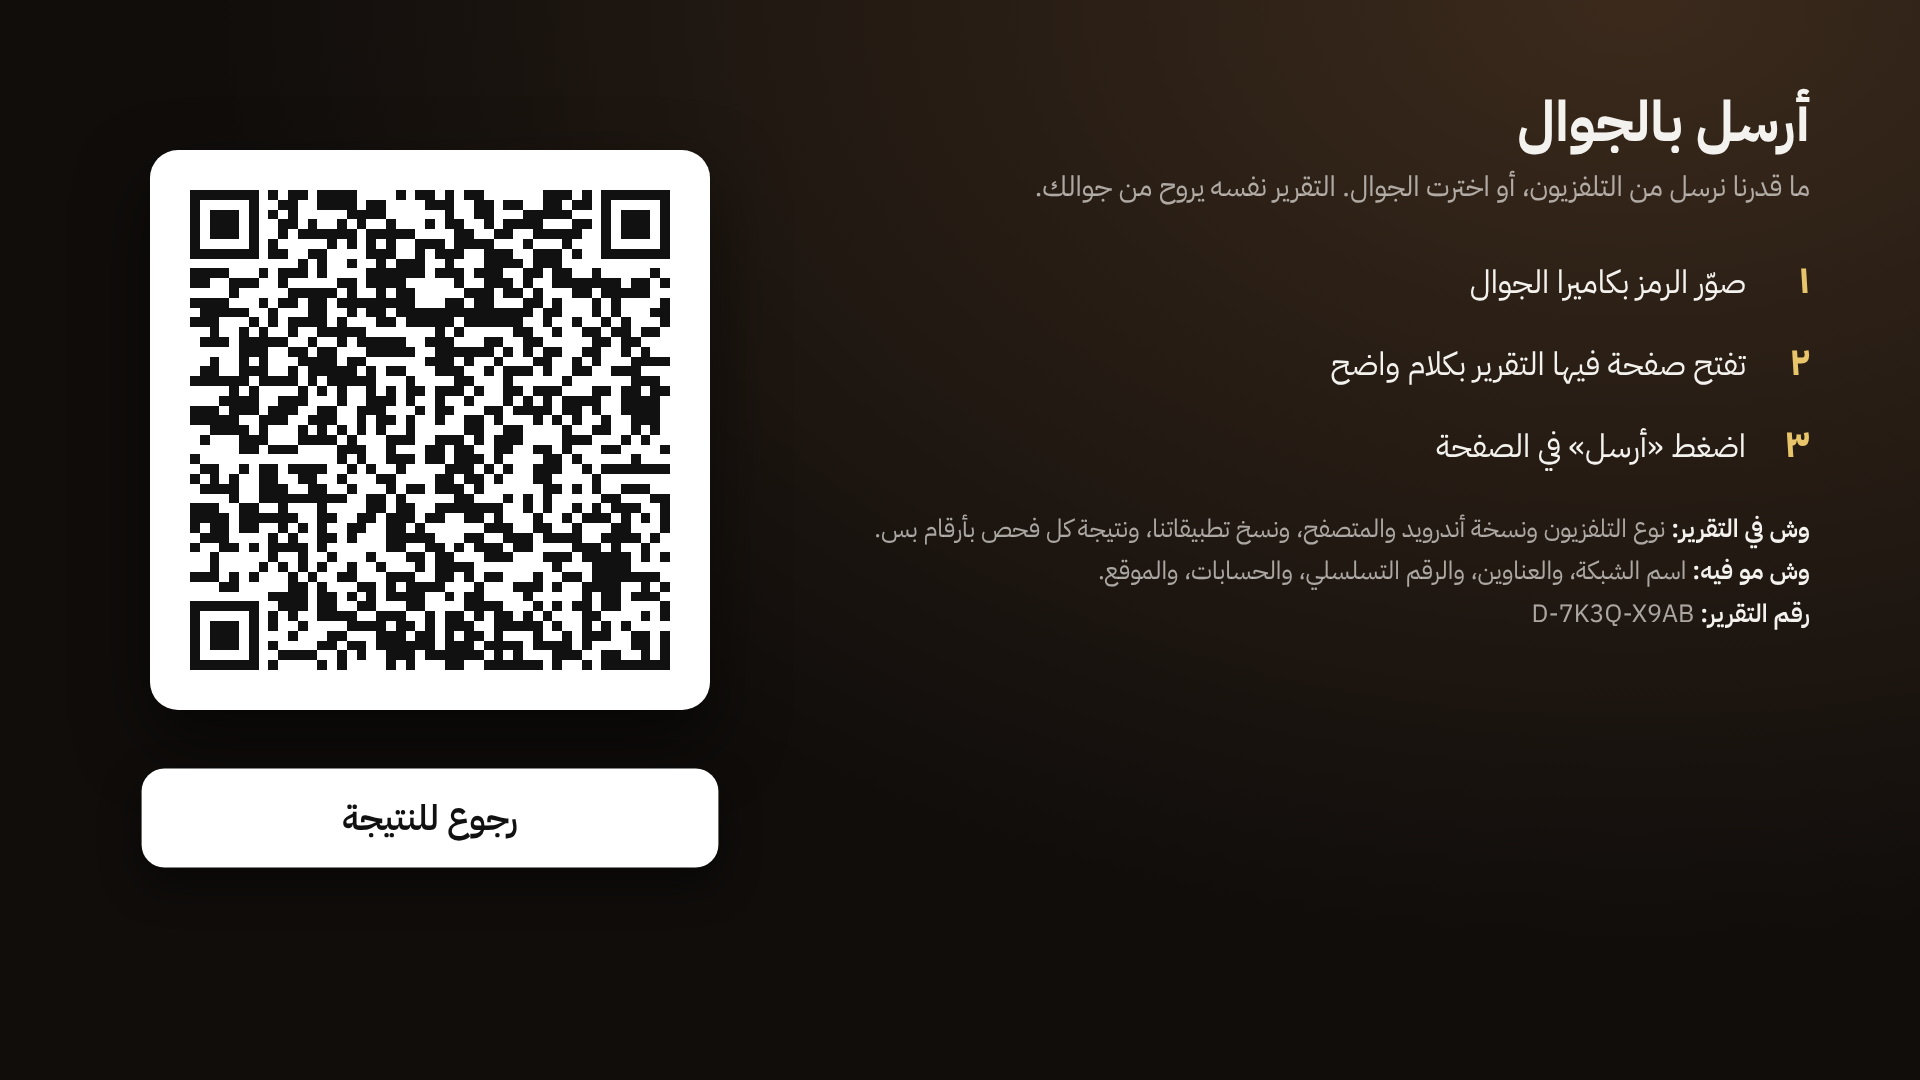 أرسل بالجوال
ما قدرنا نرسل من التلفزيون، أو اخترت الجوال. التقرير نفسه يروح من جوالك.
١ صوّر الرمز بكاميرا الجوال
٢ تفتح صفحة فيها التقرير بكلام واضح
٣ اضغط «أرسل» في الصفحة
وش في التقرير: نوع التلفزيون ونسخة أندرويد والمتصفح، ونسخ تطبيقاتنا، ونتيجة كل فحص بأرقام بس.
وش مو فيه: اسم الشبكة، والعناوين، والرقم التسلسلي، والحسابات، والموقع.
رقم التقرير: D-7K3Q-X9AB
رجوع للنتيجة